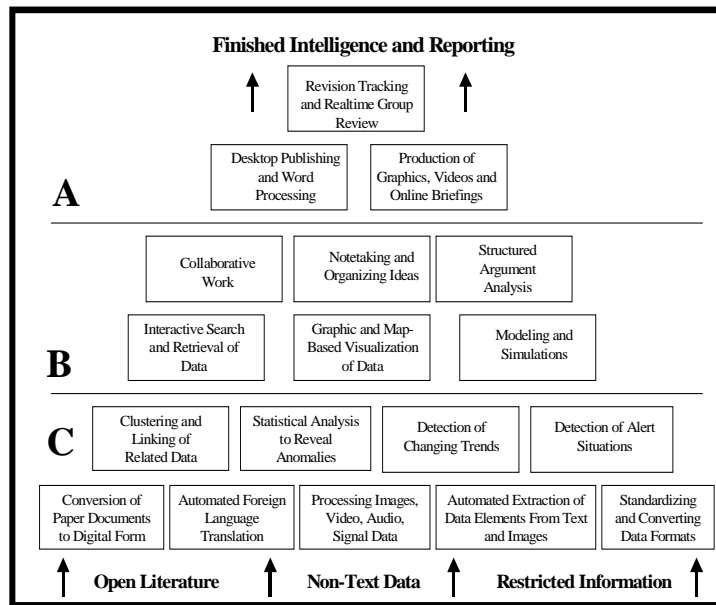 Finished Intelligence and Reporting
Revision Tracking
and Realtime Group
Review
Desktop Publishing
and Word
Processing
Production of
Graphics, Videos and
Online Briefings
A
Collaborative
Work
Notetaking and
Organizing Ideas
Structured
Argument
Analysis
Interactive Search
and Retrieval of
Data
Graphic and Map-
Based Visualization
of Data
Modeling and
Simulations
B
Clustering and
Linking of
Related Data
Statistical Analysis
to Reveal
Anomalies
Detection of
Changing Trends
Detection of Alert
Situations
C
Conversion of
Paper Documents
to Digital Form
Automated Foreign
Language
Translation
Processing Images,
Video, Audio,
Signal Data
Automated Extraction of
Data Elements From Text
and Images
Standardizing
and Converting
Data Formats
Open Literature
Non-Text Data
Restricted Information